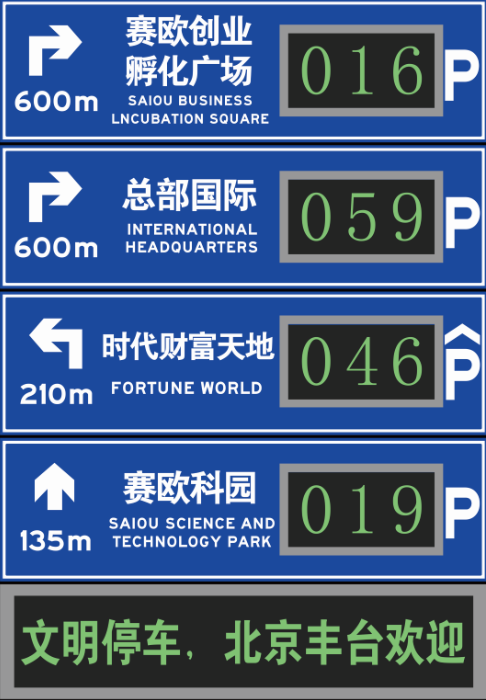 赛欧创业
孵化广场
SAIOU BUSINESS
LNCUBATION SQUARE
600m
016
P
总部国际
INTERNATIONAL
HEADQUARTERS
600m
059
P
时代财富天地
FORTUNE WORLD
210m
046
P
赛欧科园
SAIOU SCIENCE AND
TECHNOLOGY PARK
135m
019
P
文明停车，北京丰台欢迎